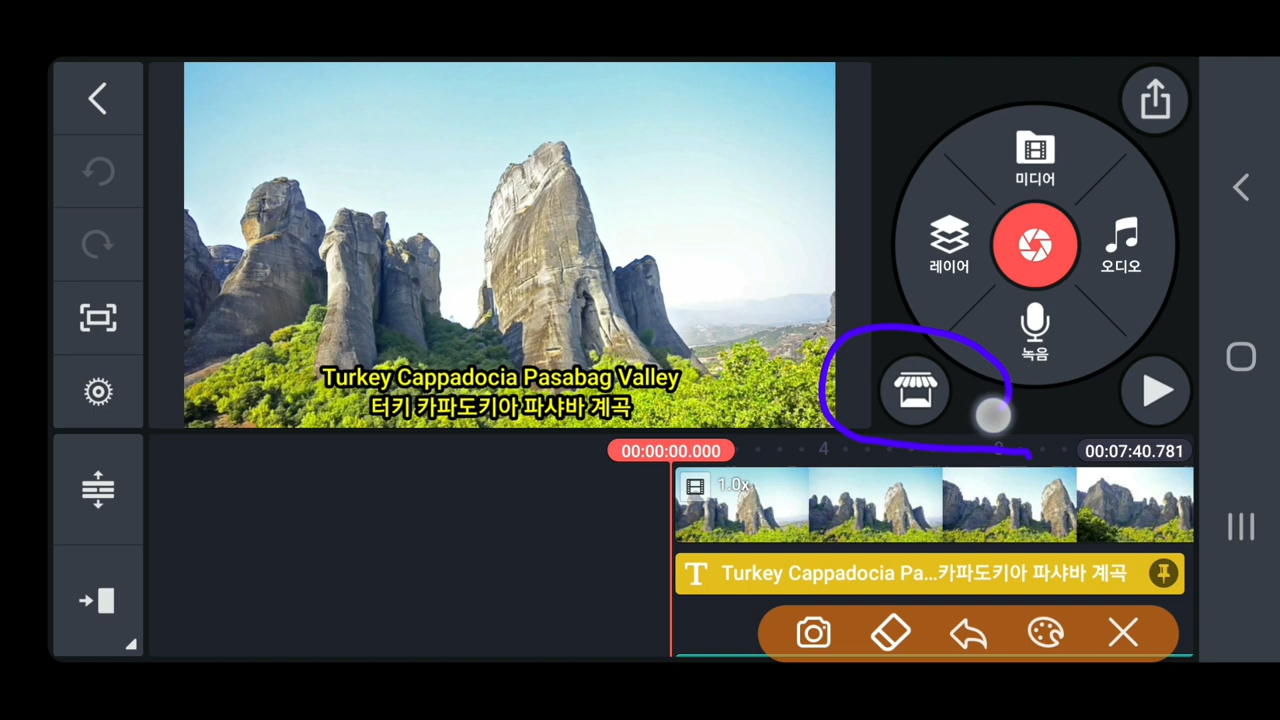 미디어
레이어
오디오
녹음
Turkey Cappadocia Pasabag Valley
터키 카파도키아 파샤바 계곡
00:00:00.000
4
8
00:07:40.781
1.0x
T Turkey Cappadocia Pa...카파도키아 파샤바 계곡